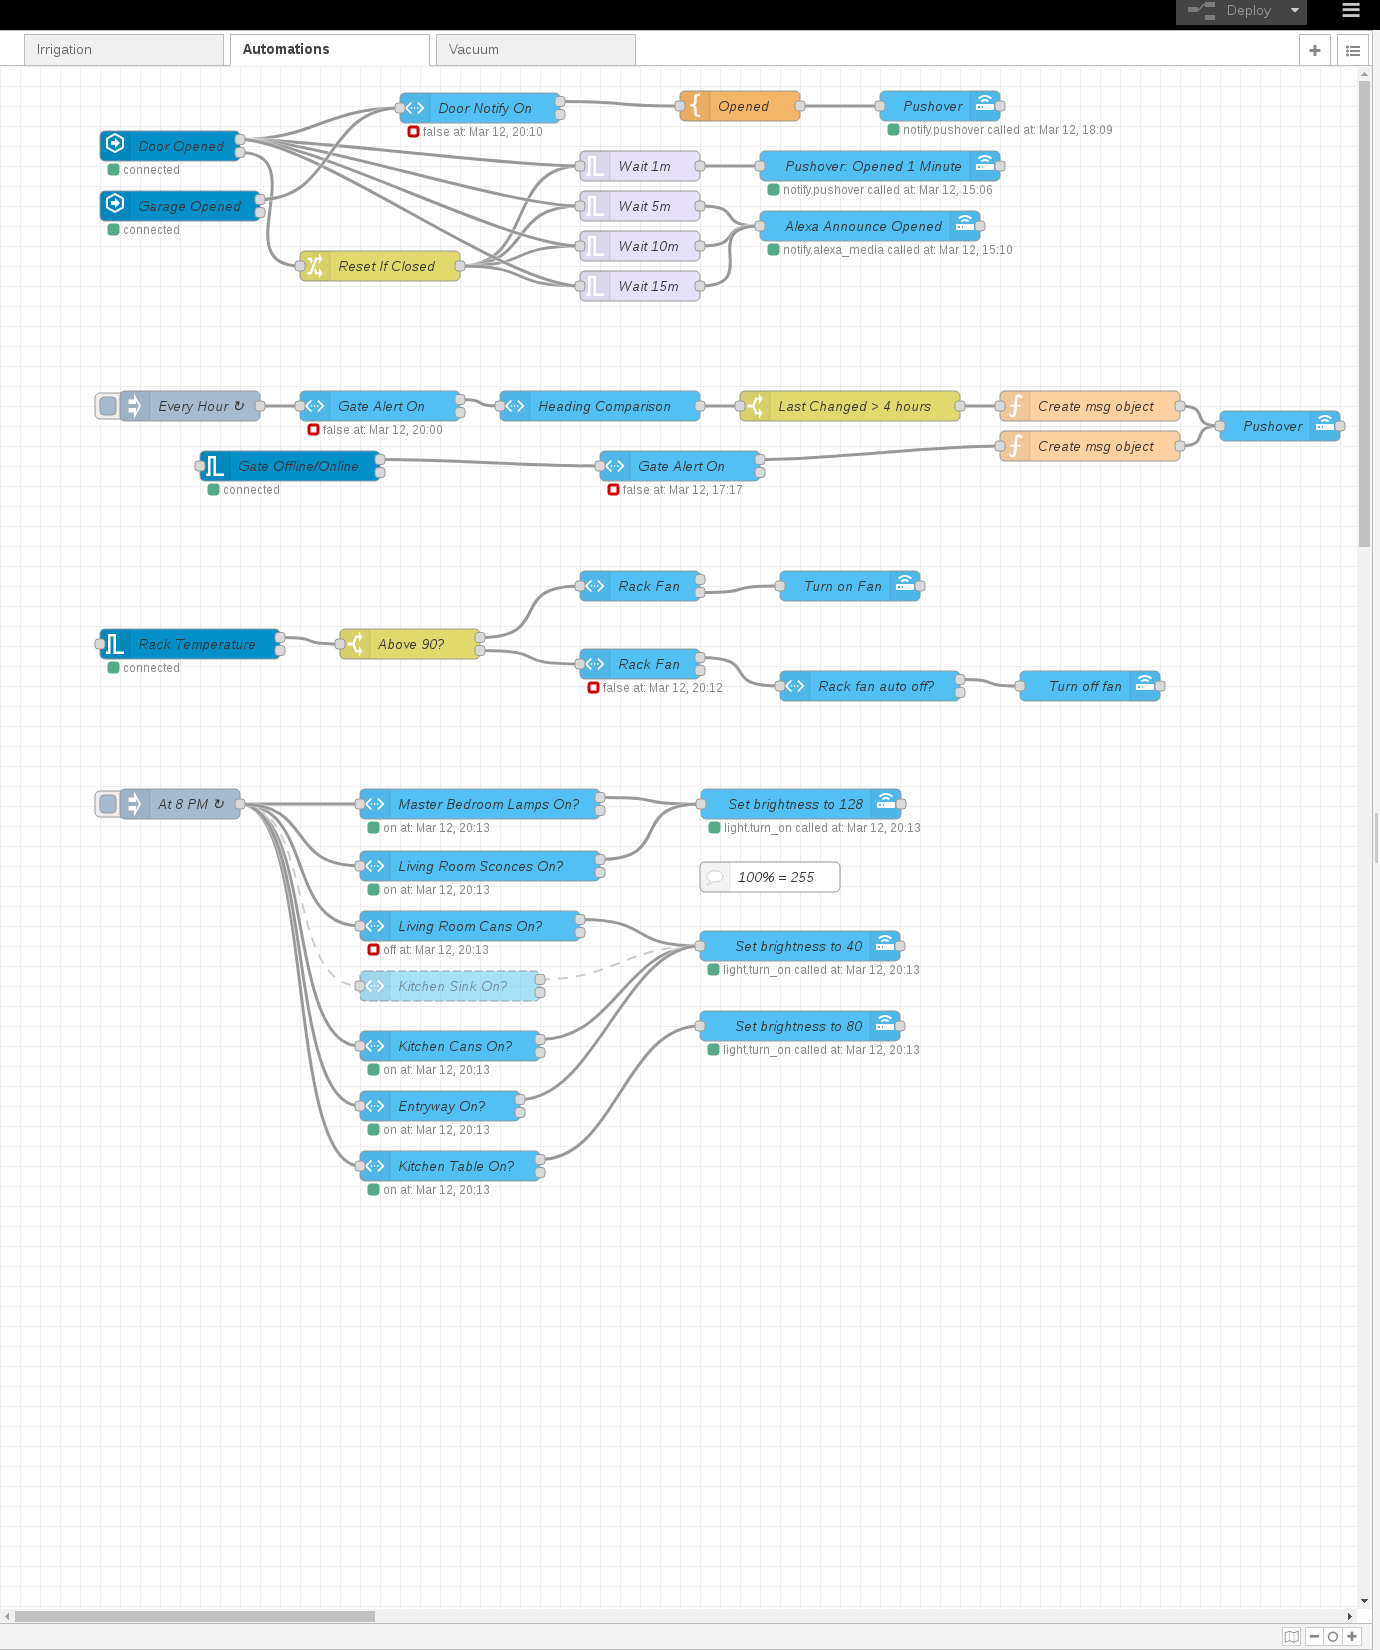 Deploy
Irrigation
Automations
Vacuum
Door Notify On
false at: Mar 12, 20:10
Opened
Pushover
notify.pushover called at: Mar 12, 18:09
Door Opened
connected
Garage Opened
connected
Reset If Closed
Wait 1m
Pushover: Opened 1 Minute
notify.pushover called at: Mar 12, 15:06
Wait 5m
Alexa Announce Opened
notify.alexa_media called at: Mar 12, 15:10
Wait 10m
Wait 15m
Every Hour ↻
Gate Alert On
false at: Mar 12, 20:00
Heading Comparison
Last Changed > 4 hours
Create msg object
Pushover
Gate Offline/Online
connected
Gate Alert On
false at: Mar 12, 17:17
Create msg object
Rack Temperature
connected
Above 90?
Rack Fan
Turn on Fan
Rack Fan
false at: Mar 12, 20:12
Rack fan auto off?
Turn off fan
At 8 PM ↻
Master Bedroom Lamps On?
on at: Mar 12, 20:13
Set brightness to 128
light.turn_on called at: Mar 12, 20:13
Living Room Sconces On?
on at: Mar 12, 20:13
100% = 255
Living Room Cans On?
off at: Mar 12, 20:13
Set brightness to 40
light.turn_on called at: Mar 12, 20:13
Kitchen Sink On?
Set brightness to 80
light.turn_on called at: Mar 12, 20:13
Kitchen Cans On?
on at: Mar 12, 20:13
Entryway On?
on at: Mar 12, 20:13
Kitchen Table On?
on at: Mar 12, 20:13